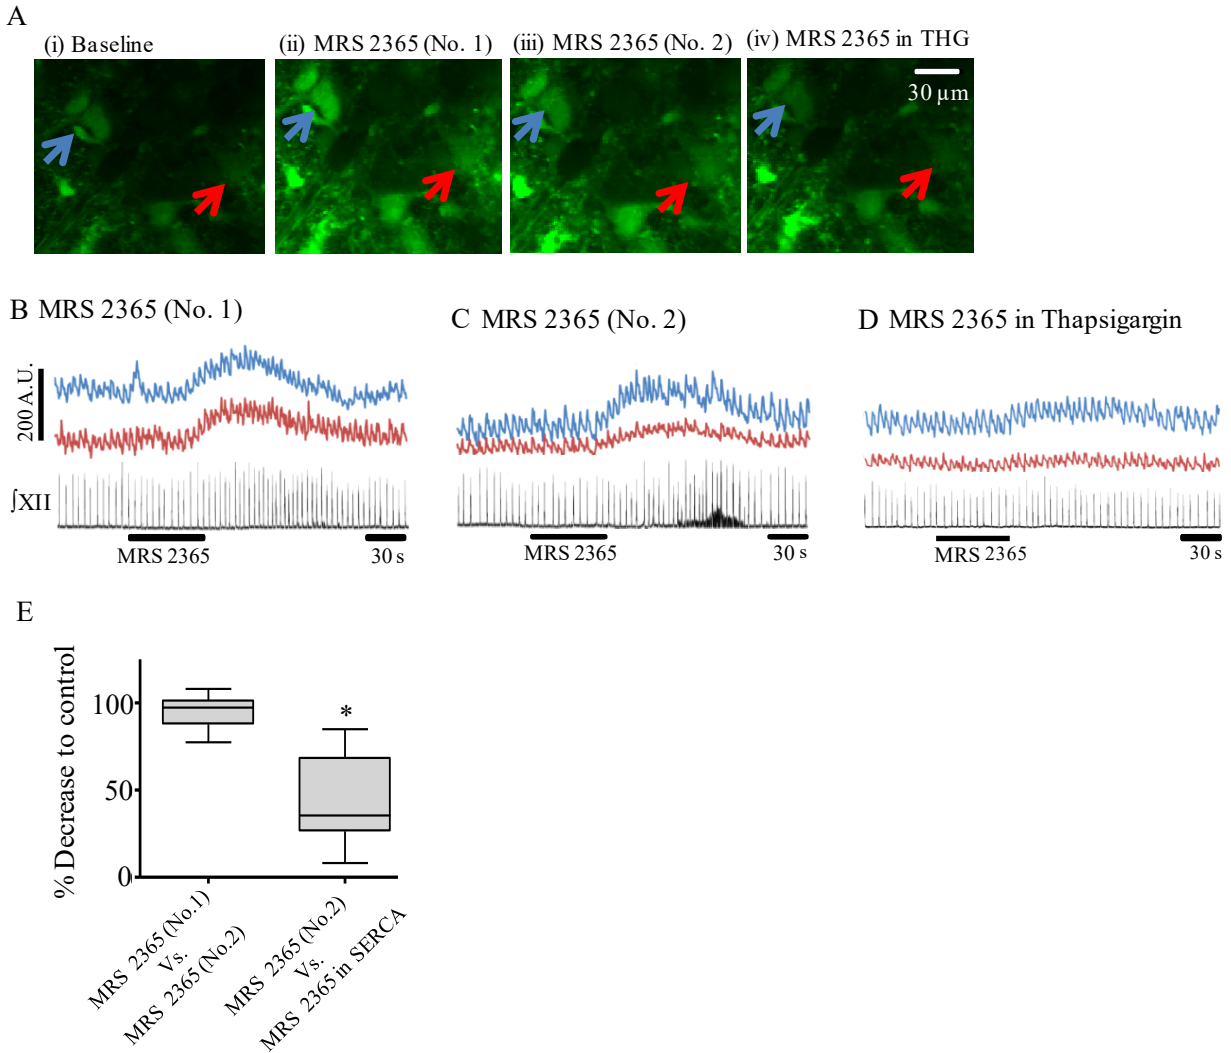 A
(i) Baseline
(ii) MRS 2365 (No. 1)
(iii) MRS 2365 (No. 2)
(iv) MRS 2365 in THG
30 µm
B MRS 2365 (No. 1)
C MRS 2365 (No. 2)
D MRS 2365 in Thapsigargin
200 A.U.
∫XII
MRS 2365
30 s
MRS 2365
30 s
MRS 2365
30 s
E
% Decrease to control
100
50
0
*
MRS 2365 (No.1)
Vs.
MRS 2365 (No.2)
MRS 2365 (No.2)
Vs.
MRS 2365 in SERCA